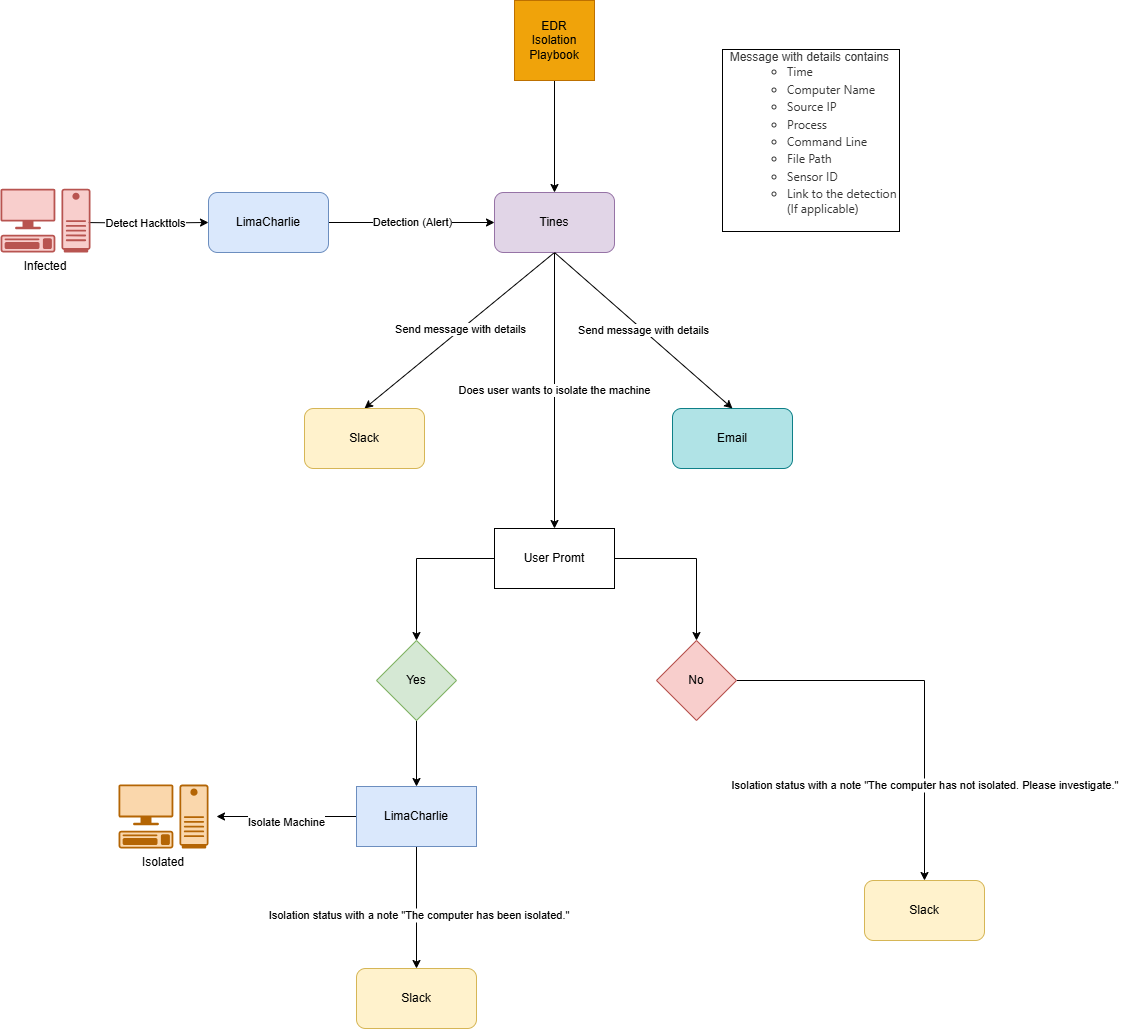 EDR
Isolation
Playbook
Message with details contains
Time
Computer Name
Source IP
Process
Command Line
File Path
Sensor ID
Link to the detection
(If applicable)
Detect Hackttols
LimaCharlie
Detection (Alert)
Tines
Infected
Send message with details
Send message with details
Does user wants to isolate the machine
Slack
Email
User Promt
Yes
No
Isolation status with a note "The computer has not isolated. Please investigate."
LimaCharlie
Isolate Machine
Isolated
Isolation status with a note "The computer has been isolated."
Slack
Slack